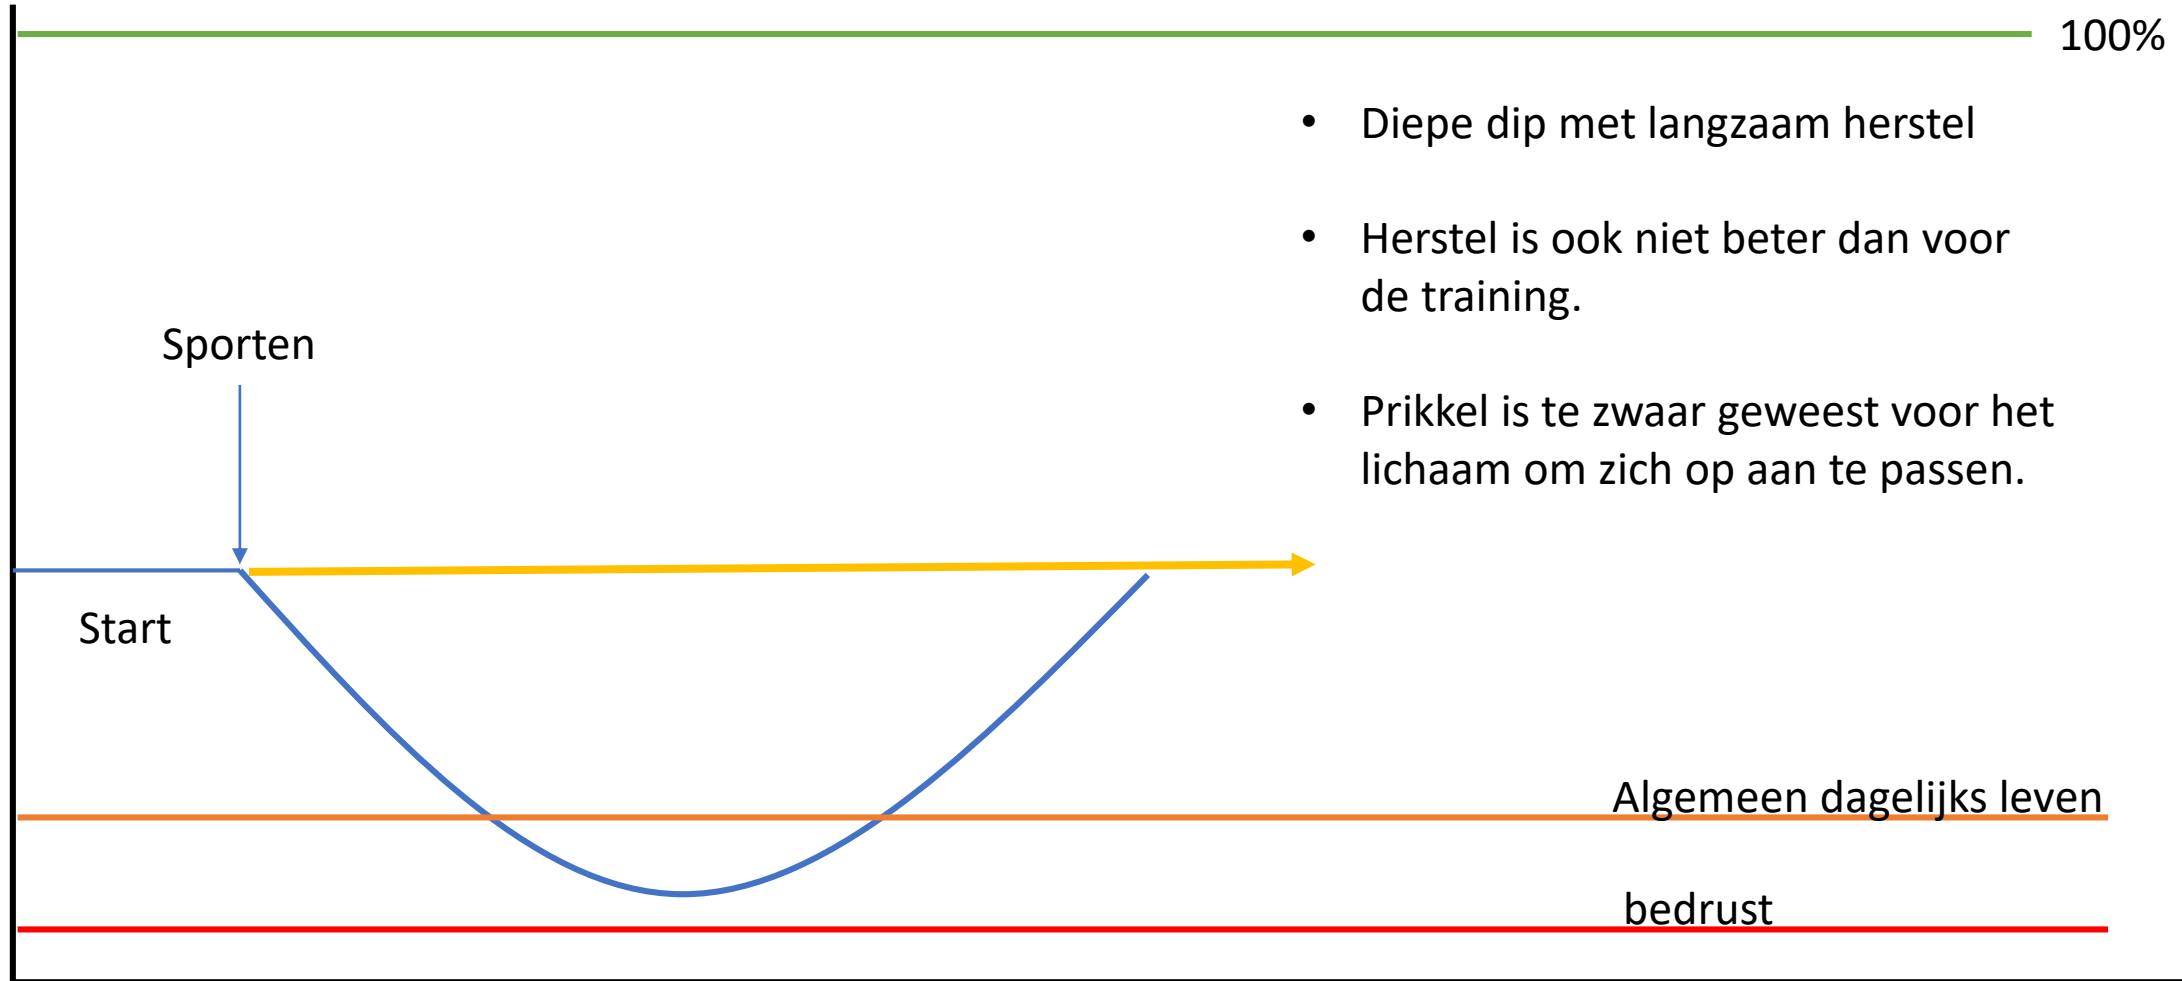 100%
• Diepe dip met langzaam herstel
• Herstel is ook niet beter dan voor
de training.
Sporten
• Prikkel is te zwaar geweest voor het
lichaam om zich op aan te passen.
Start
Algemeen dagelijks leven
bedrust